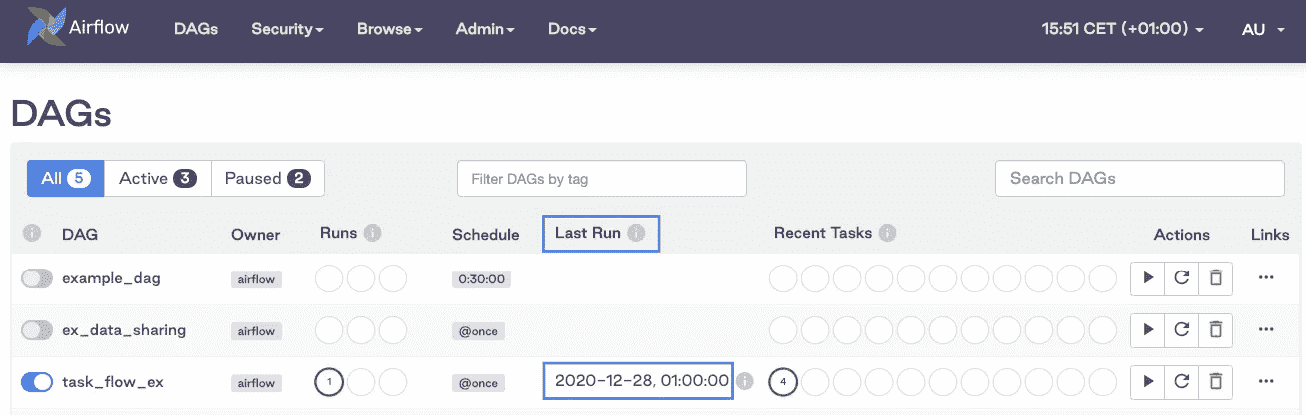 Airflow DAGs Security Browse Admin Docs 15:51 CET (+01:00) AU
DAGs
All 5 Active 3 Paused 2 Filter DAGs by tag Search DAGs
i DAG Owner Runs i Schedule Last Run i Recent Tasks i Actions Links
example_dag airflow 0:30:00
ex_data_sharing airflow @once
task_flow_ex airflow 1 @once 2020-12-28, 01:00:00 i 4